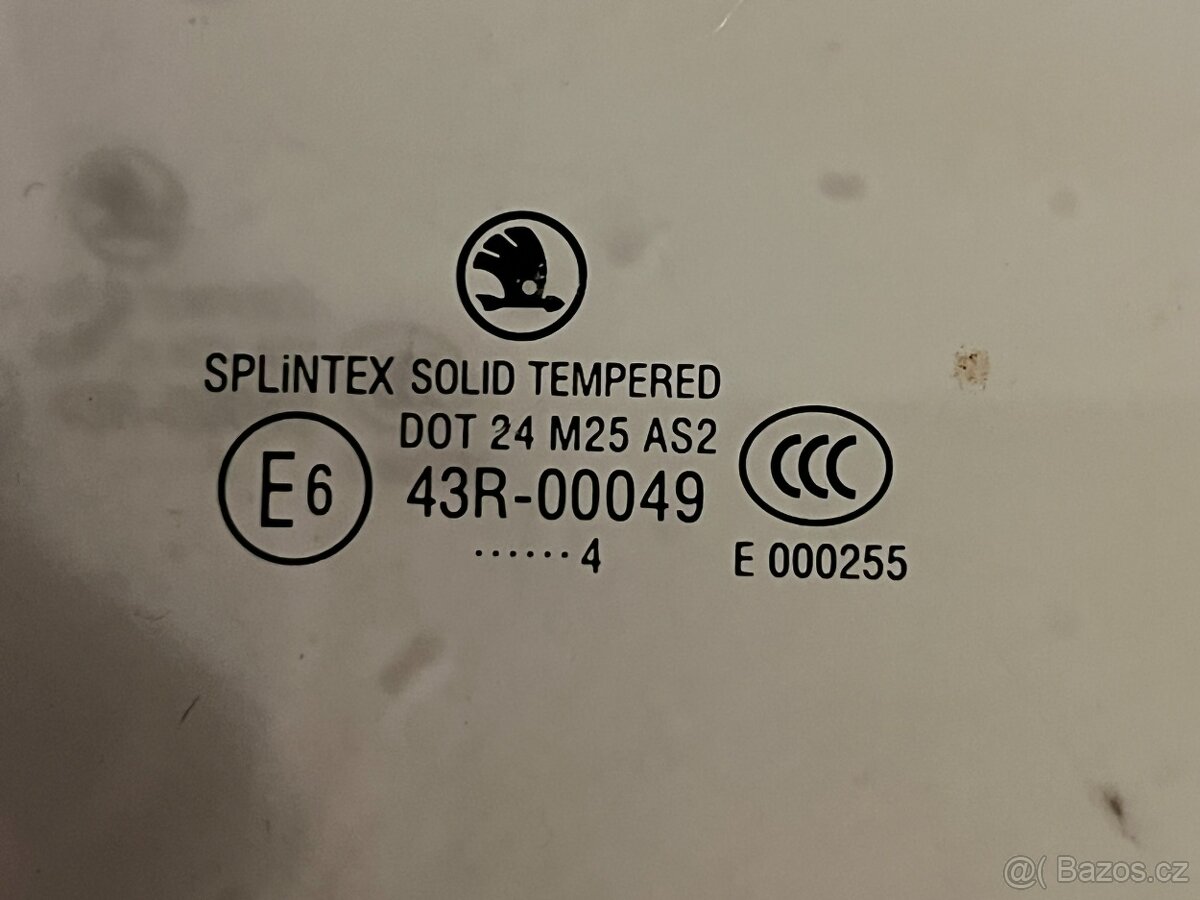 SPLiNTEX SOLID TEMPERED
DOT 24 M25 AS2
E6
43R-00049
CCC
······4
E 000255
@( Bazos.cz